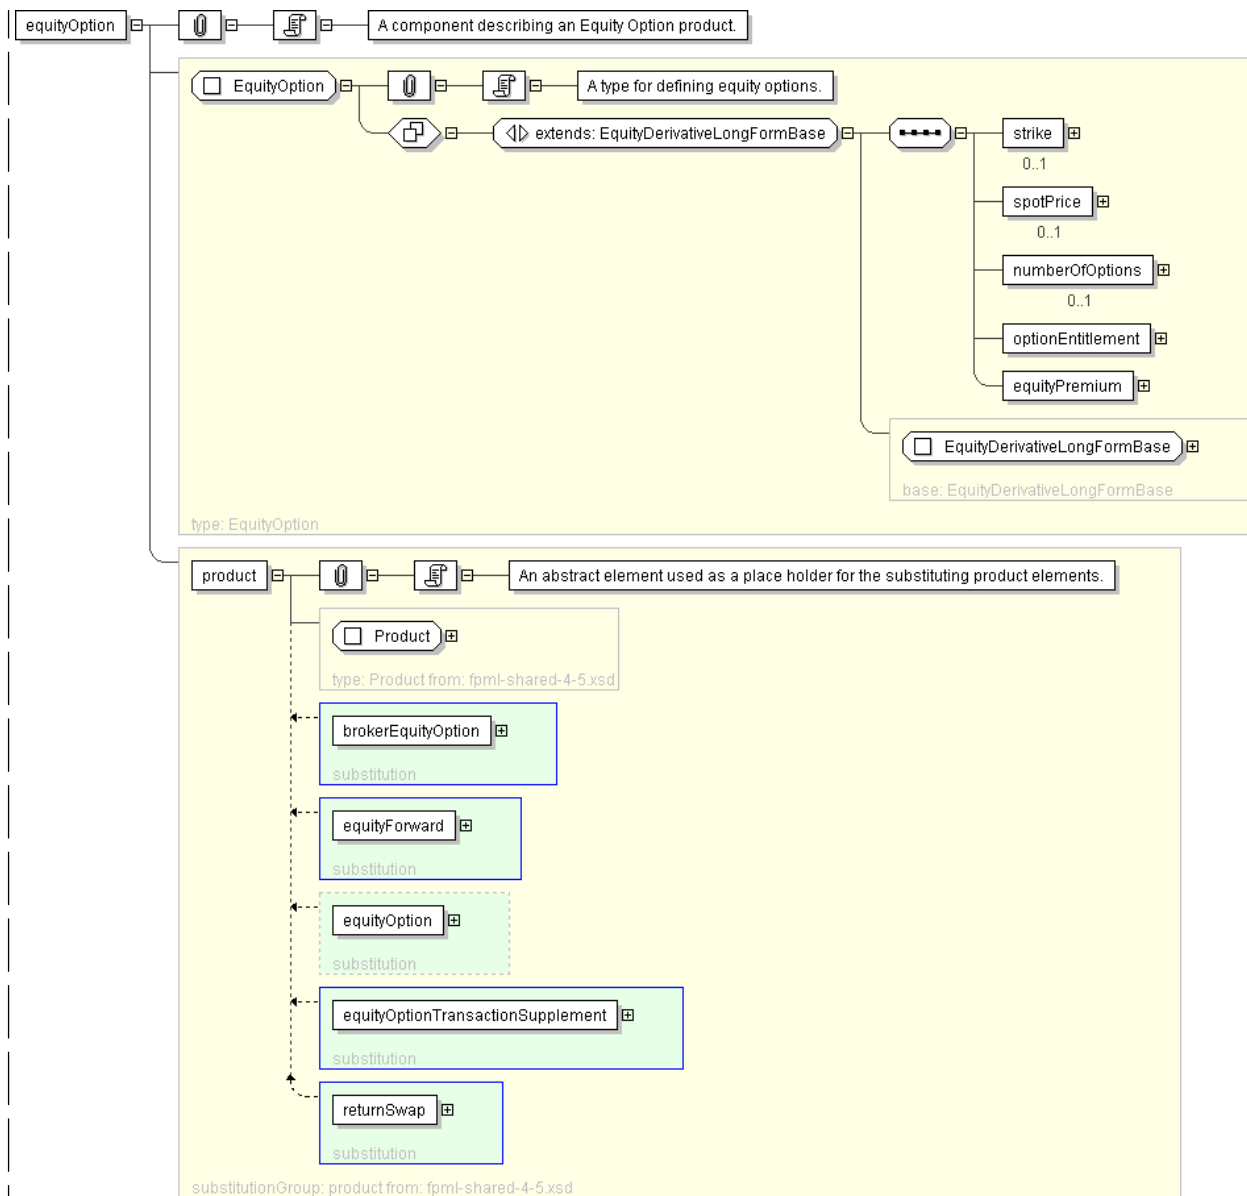 equityOption
A component describing an Equity Option product.
EquityOption
A type for defining equity options.
extends: EquityDerivativeLongFormBase
strike
0..1
spotPrice
0..1
numberOfOptions
0..1
optionEntitlement
equityPremium
EquityDerivativeLongFormBase
base: EquityDerivativeLongFormBase
type: EquityOption
product
An abstract element used as a place holder for the substituting product elements.
Product
type: Product from: fpml-shared-4-5.xsd
brokerEquityOption
substitution
equityForward
substitution
equityOption
substitution
equityOptionTransactionSupplement
substitution
returnSwap
substitution
substitutionGroup: product from: fpml-shared-4-5.xsd